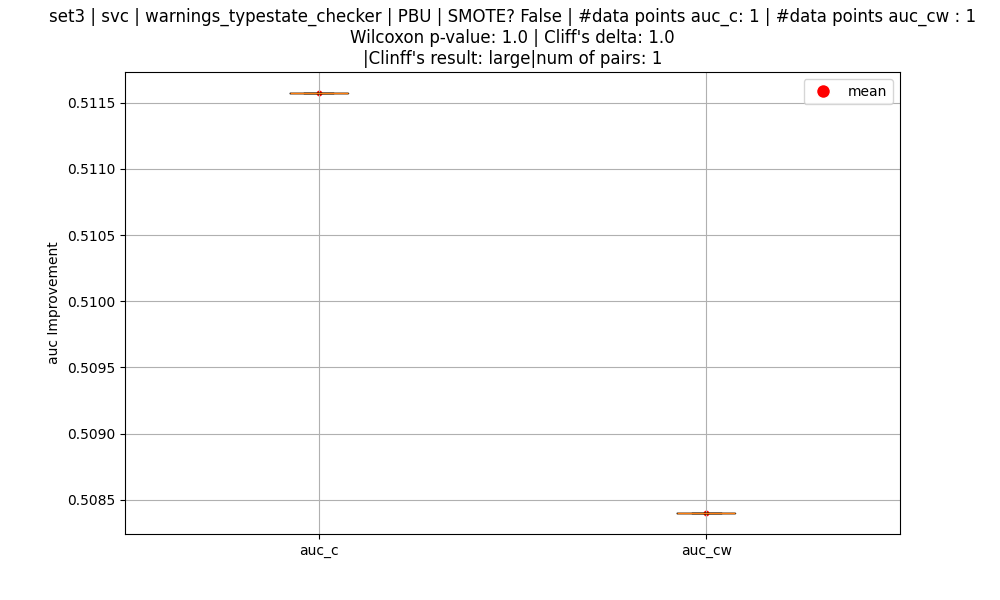 set3 | svc | warnings_typestate_checker | PBU | SMOTE? False | #data points auc_c: 1 | #data points auc_cw : 1
Wilcoxon p-value: 1.0 | Cliff's delta: 1.0
|Clinff's result: large|num of pairs: 1
mean
0.5115
0.5110
0.5105
0.5100
0.5095
0.5090
0.5085
auc Improvement
auc_c
auc_cw